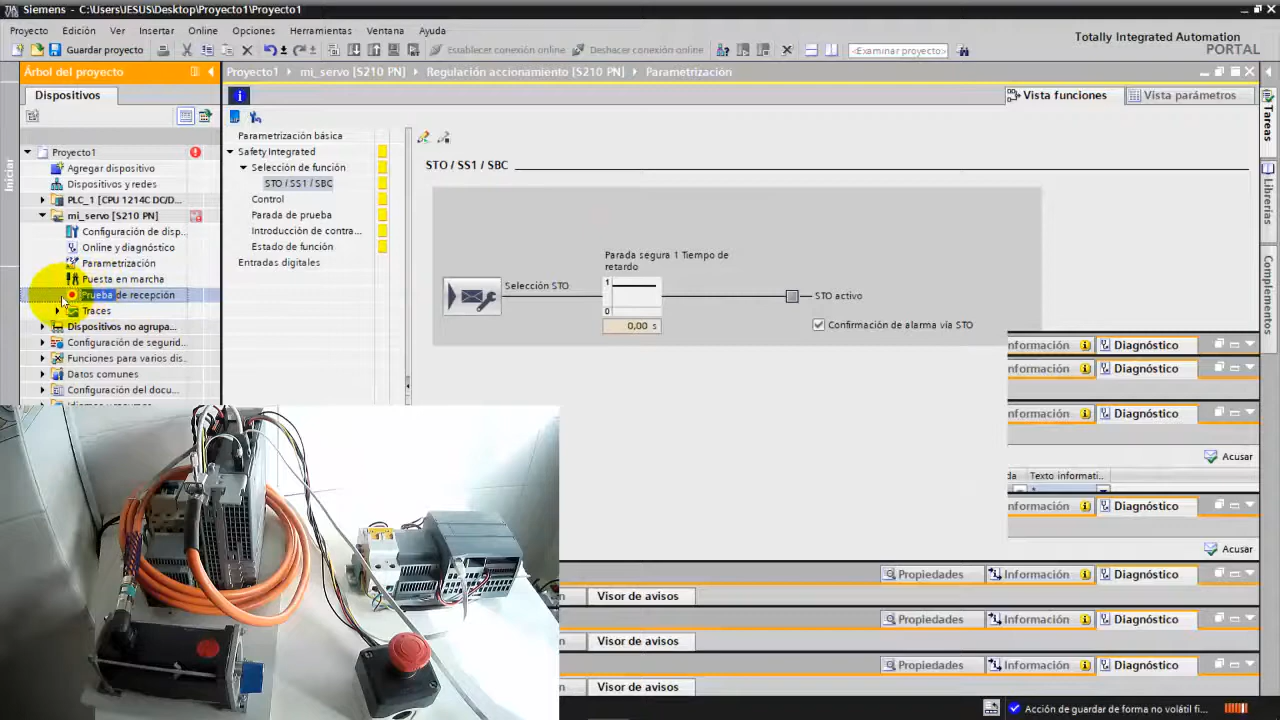 Siemens - C:\Users\JESUS\Desktop\Proyecto1\Proyecto1
Proyecto Edición Ver Insertar Online Opciones Herramientas Ventana Ayuda
Guardar proyecto
Establecer conexión online
Deshacer conexión online
<Examinar proyecto>
Totally Integrated Automation
PORTAL
Iniciar
Árbol del proyecto
Dispositivos
Proyecto1
Agregar dispositivo
Dispositivos y redes
PLC_1 [CPU 1214C DC/D...
mi_servo [S210 PN]
Configuración de disp...
Online y diagnóstico
Parametrización
Puesta en marcha
Prueba de recepción
Traces
Dispositivos no agrupa...
Configuración de segurid...
Funciones para varios dis...
Datos comunes
Configuración del docu...
Proyecto1 mi_servo [S210 PN] Regulación accionamiento [S210 PN] Parametrización
Vista funciones
Vista parámetros
Parametrización básica
Safety Integrated
Selección de función
STO / SS1 / SBC
Control
Parada de prueba
Introducción de contra...
Estado de función
Entradas digitales
STO / SS1 / SBC
Parada segura 1 Tiempo de
retardo
Selección STO
1
0
0,00 s
STO activo
Confirmación de alarma vía STO
nformación Diagnóstico
nformación Diagnóstico
nformación Diagnóstico
Acusar
da Texto informati..
nformación Diagnóstico
Acusar
Propiedades Información Diagnóstico
n Visor de avisos
Propiedades Información Diagnóstico
n Visor de avisos
Propiedades Información Diagnóstico
n Visor de avisos
Acción de guardar de forma no volátil fi...
Tareas
Librerías
Complementos